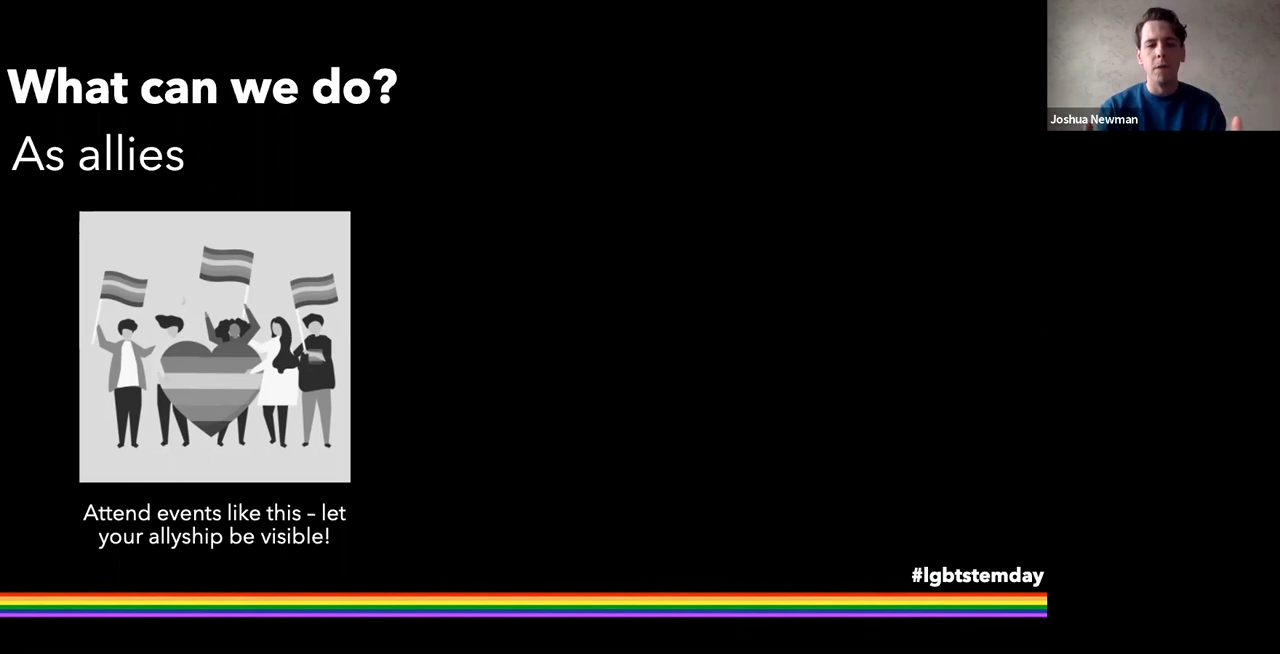 What can we do?
As allies
Joshua Newman
Attend events like this – let
your allyship be visible!
#lgbtstemday